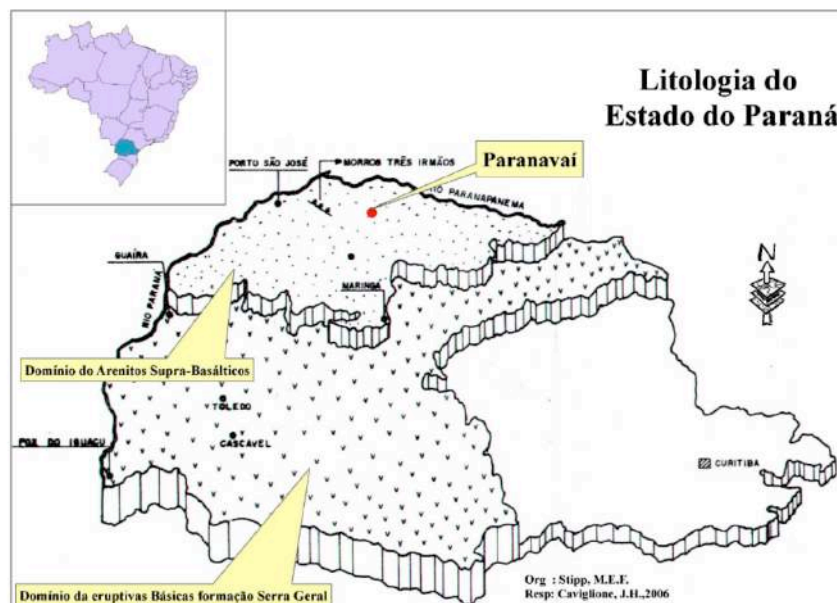 Litologia do
Estado do Paraná
PORTU SÃO JOSÉ
MORROS TRÊS IRMÃOS
Paranavaí
RIO PARANAPANEMA
GUAÍRA
RIO PARANÁ
MARINGÁ
N
Domínio do Arenitos Supra-Basálticos
TOLEDO
CASCAVEL
FOZ DO IGUAÇU
CURITIBA
Domínio da eruptivas Básicas formação Serra Geral
Org : Stipp, M.E.F.
Resp: Caviglione, J.H.,2006